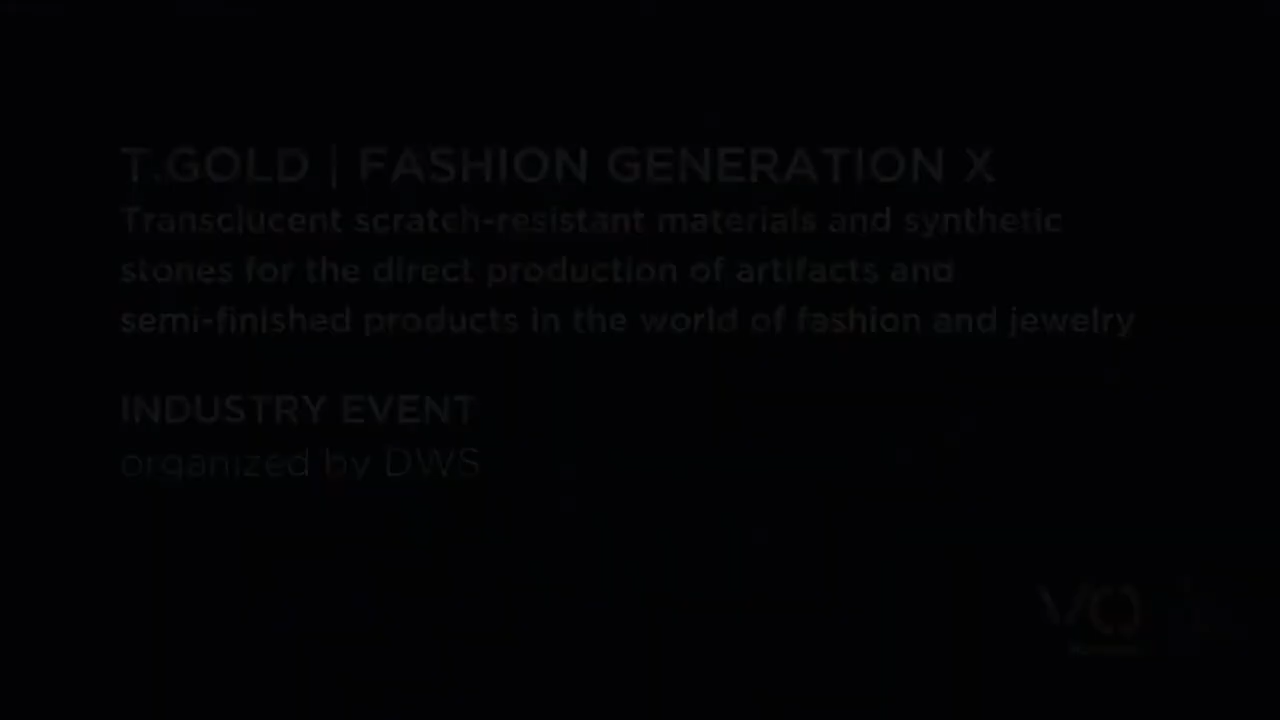 T.GOLD | FASHION GENERATION X
Transclucent scratch-resistant materials and synthetic
stones for the direct production of artifacts and
semi-finished products in the world of fashion and jewelry
INDUSTRY EVENT
organized by DWS
VO